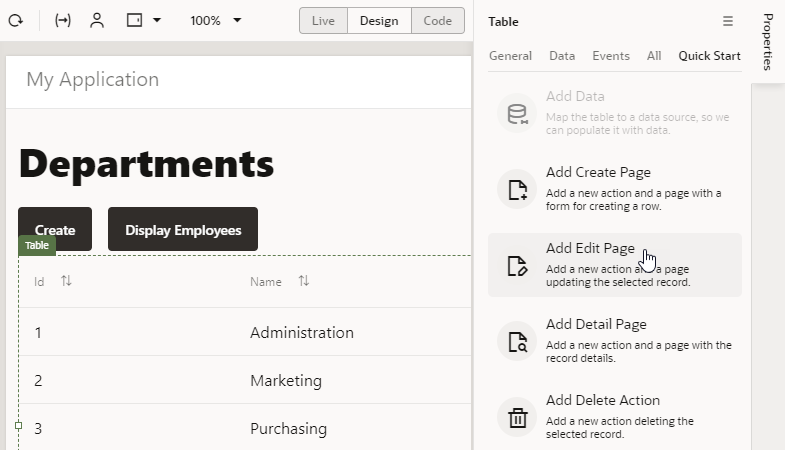 100%
Live
Design
Code
Table
Properties
General
Data
Events
All
Quick Start
My Application
Departments
Create
Display Employees
Table
Id
Name
1
Administration
2
Marketing
3
Purchasing
Add Data
Map the table to a data source, so we
can populate it with data.
Add Create Page
Add a new action and a page with a
form for creating a row.
Add Edit Page
Add a new action and a page
updating the selected record.
Add Detail Page
Add a new action and a page with the
record details.
Add Delete Action
Add a new action deleting the
selected record.